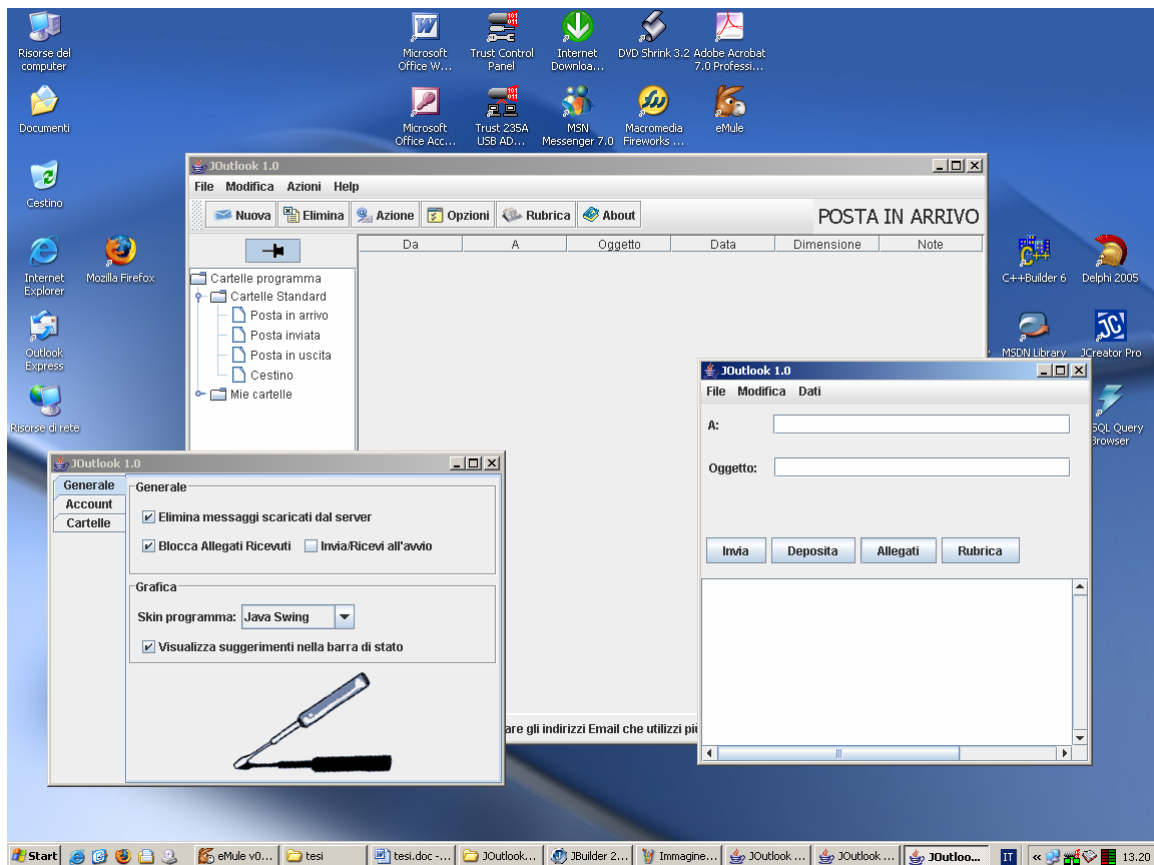 Risore del
computer
Microsoft
Office W...
Trust Control
Panel
Internet
Downloa...
DVD Shrink 3.2
Adobe Acrobat
7.0 Professi...
Documenti
Microsoft
Office Acc...
Trust 235A
USB AD...
MSN
Messenger 7.0
Macromedia
Fireworks ...
eMule
Cestino
Internet
Explorer
Mozilla Firefox
Outlook
Express
Risorse di rete
C++Builder 6
Delphi 2005
MSDN Library
JCreator Pro
SQL Query
Browser
JOutlook 1.0
File Modifica Azioni Help
Nuova Elimina Azione Opzioni Rubrica About POSTA IN ARRIVO
Da A Oggetto Data Dimensione Note
Cartelle programma
Cartelle Standard
Posta in arrivo
Posta inviata
Posta in uscita
Cestino
Mie cartelle
are gli indirizzi Email che utilizzi più
JOutlook 1.0
File Modifica Dati
A:
Oggetto:
Invia Deposita Allegati Rubrica
JOutlook 1.0
Generale
Account
Cartelle
Generale
Elimina messaggi scaricati dal server
Blocca Allegati Ricevuti Invia/Ricevi all'avvio
Grafica
Skin programma: Java Swing
Visualizza suggerimenti nella barra di stato
Start eMule v0... tesi tesi.doc -... JOutlook... JBuilder 2... Immagine... JOutlook ... JOutlook ... JOutloo... IT « 13.20